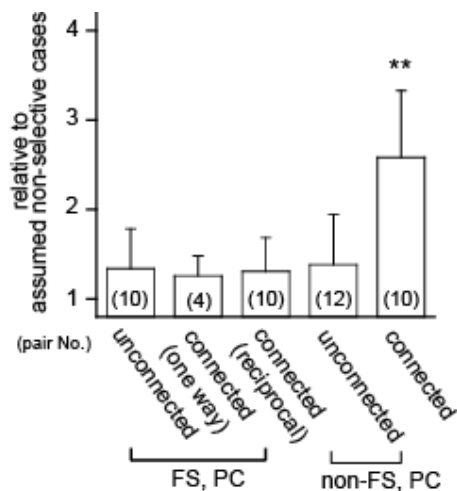 relative to
assumed non-selective cases
4
3
2
1
**
(10)
(4)
(10)
(12)
(10)
(pair No.)
unconnected
connected
(one way)
connected
(reciprocal)
unconnected
connected
FS, PC
non-FS, PC